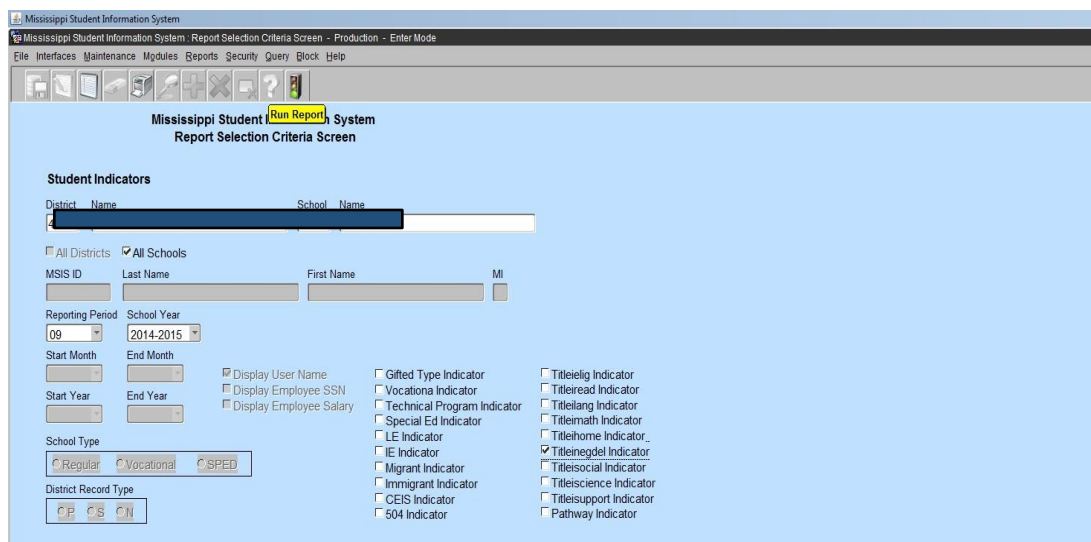 Mississippi Student Information System
Mississippi Student Information System : Report Selection Criteria Screen - Production - Enter Mode
File Interfaces Maintenance Modules Reports Security Query Block Help
Run Report
Mississippi Student System
Report Selection Criteria Screen
Student Indicators
District Name School Name
4
All Districts All Schools
MSIS ID Last Name First Name MI
Reporting Period School Year
09 2014-2015
Start Month End Month
Start Year End Year
Display User Name
Display Employee SSN
Display Employee Salary
School Type
Regular Vocational SPED
District Record Type
P S N
Gifted Type Indicator
Vocationa Indicator
Technical Program Indicator
Special Ed Indicator
LE Indicator
IE Indicator
Migrant Indicator
Immigrant Indicator
CEIS Indicator
504 Indicator
Titleielig Indicator
Titleiread Indicator
Titleilang Indicator
Titleimath Indicator
Titleihome Indicator
Titleinegdel Indicator
Titleisocial Indicator
Titleiscience Indicator
Titleisupport Indicator
Pathway Indicator